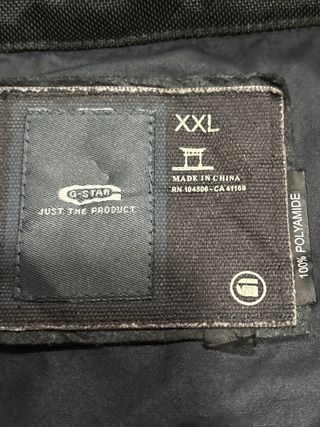 G-STAR
JUST THE PRODUCT
XXL
MADE IN CHINA
RN 104506 - CA 41169
100% POLYAMIDE